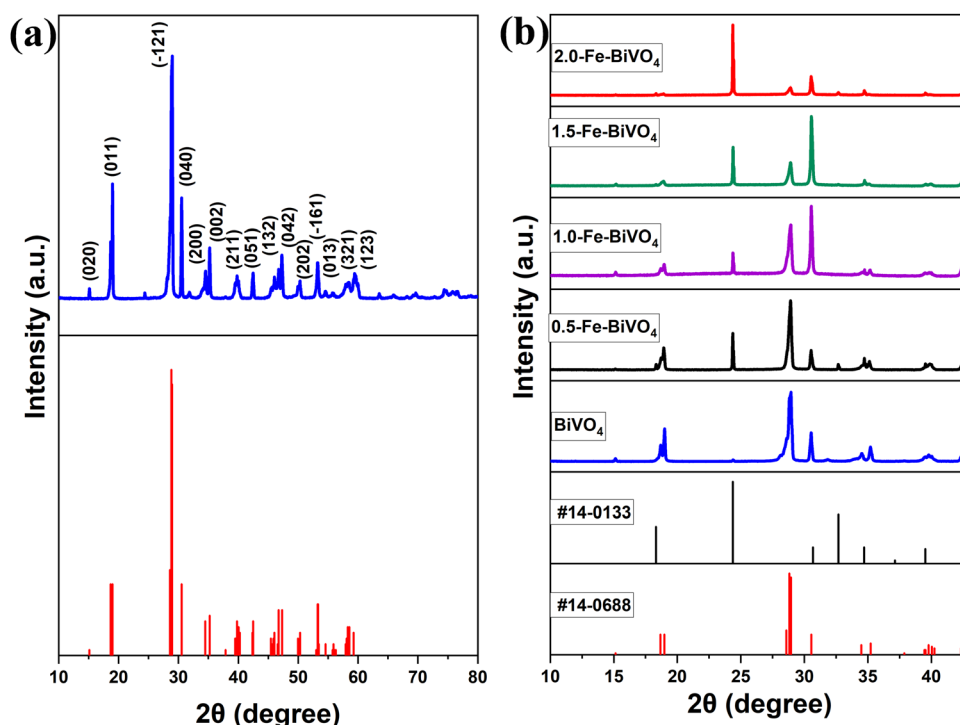 (a)
Intensity (a.u.)
(020)
(011)
(-121)
(040)
(200)
(002)
(211)
(051)
(132)
(042)
(202)
(-161)
(013)
(321)
(123)
10 20 30 40 50 60 70 80
2θ (degree)
(b)
Intensity (a.u.)
2.0-Fe-BiVO₄
1.5-Fe-BiVO₄
1.0-Fe-BiVO₄
0.5-Fe-BiVO₄
BiVO₄
#14-0133
#14-0688
10 15 20 25 30 35 40
2θ (degree)